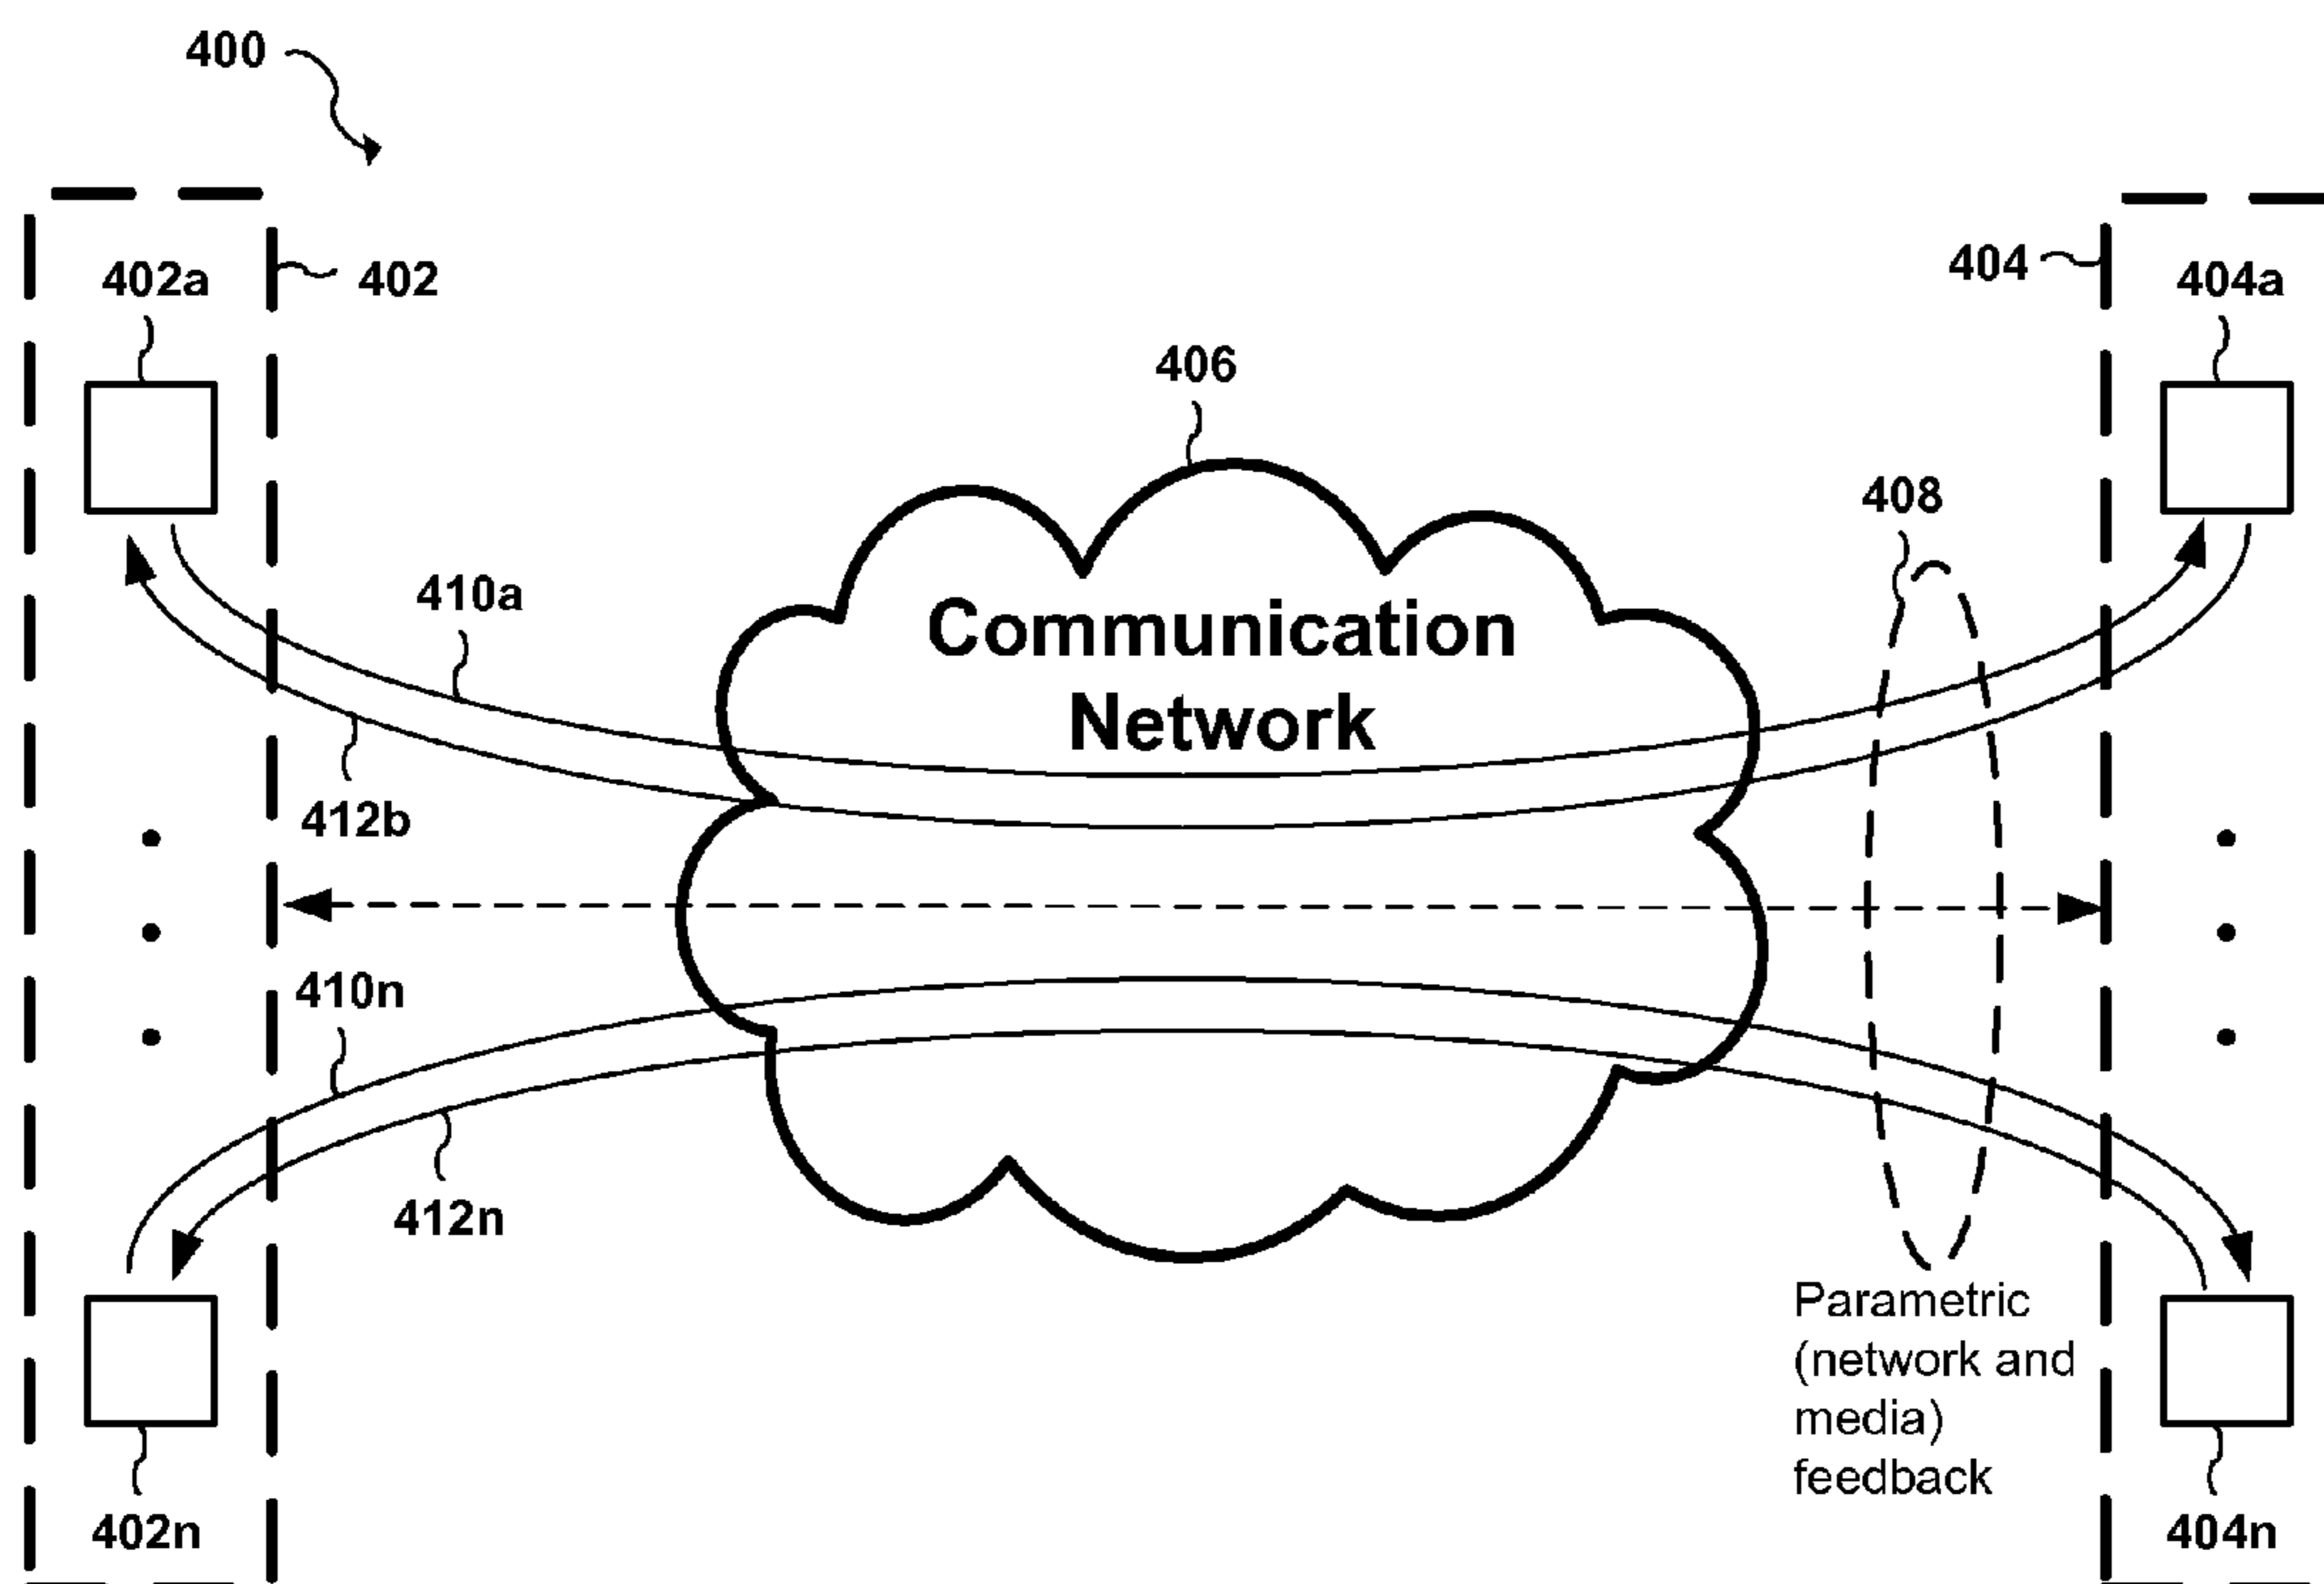 400
402a
402
404
404a
406
408
410a
Communication
Network
412b
410n
412n
Parametric
(network and
media)
feedback
402n
404n